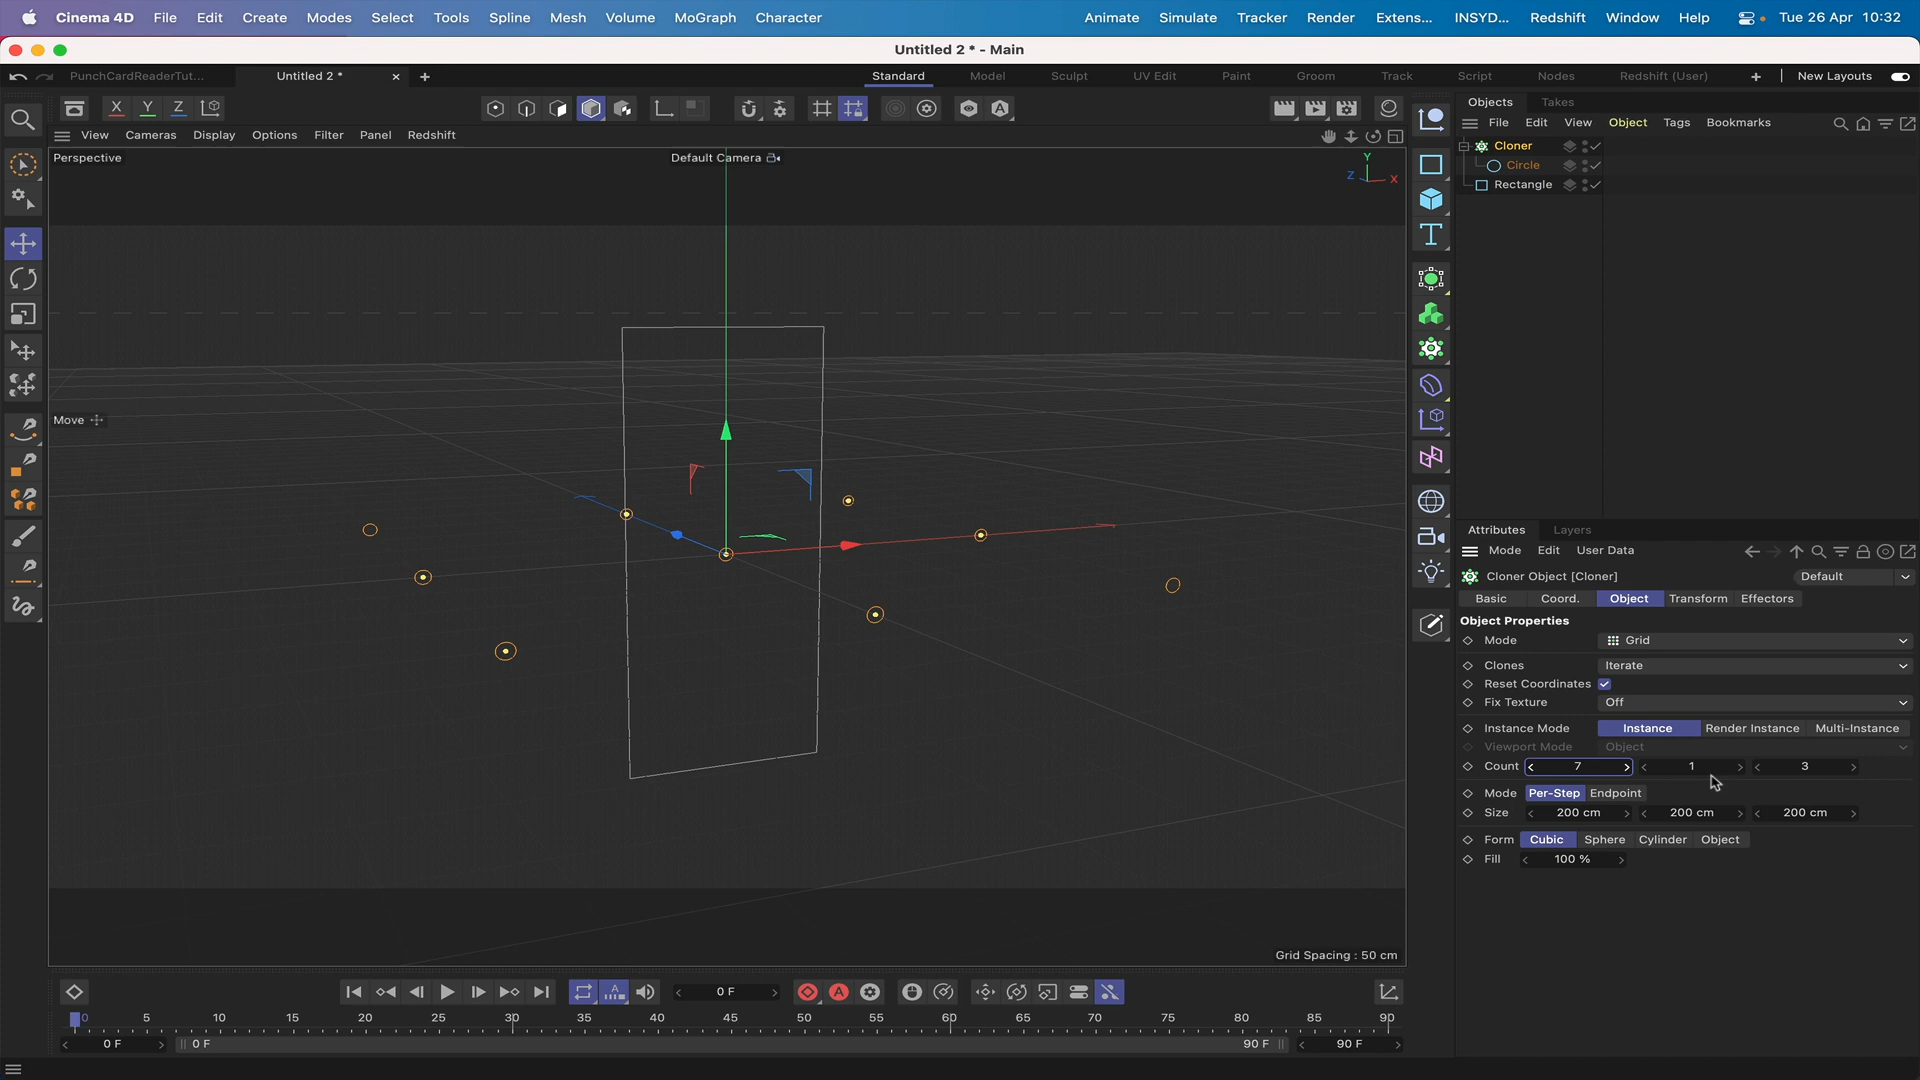 Cinema 4D File Edit Create Modes Select Tools Spline Mesh Volume MoGraph Character Animate Simulate Tracker Render Extens... INSYD... Redshift Window Help Tue 26 Apr 10:32
Untitled 2 * - Main
PunchCardReaderTut... Untitled 2 * × + Standard Model Sculpt UV Edit Paint Groom Track Script Nodes Redshift (User) + New Layouts
X Y Z
Objects Takes
View Cameras Display Options Filter Panel Redshift
File Edit View Object Tags Bookmarks
Perspective
Default Camera
Y
Z X
Cloner
Circle
Rectangle
Move
Attributes Layers
Mode Edit User Data
Cloner Object [Cloner] Default
Basic Coord. Object Transform Effectors
Object Properties
Mode Grid
Clones Iterate
Reset Coordinates
Fix Texture Off
Instance Mode Instance Render Instance Multi-Instance
Viewport Mode Object
Count 7 1 3
Mode Per-Step Endpoint
Size 200 cm 200 cm 200 cm
Form Cubic Sphere Cylinder Object
Fill 100 %
Grid Spacing : 50 cm
0 F
0 5 10 15 20 25 30 35 40 45 50 55 60 65 70 75 80 85 90
0 F 0 F 90 F 90 F